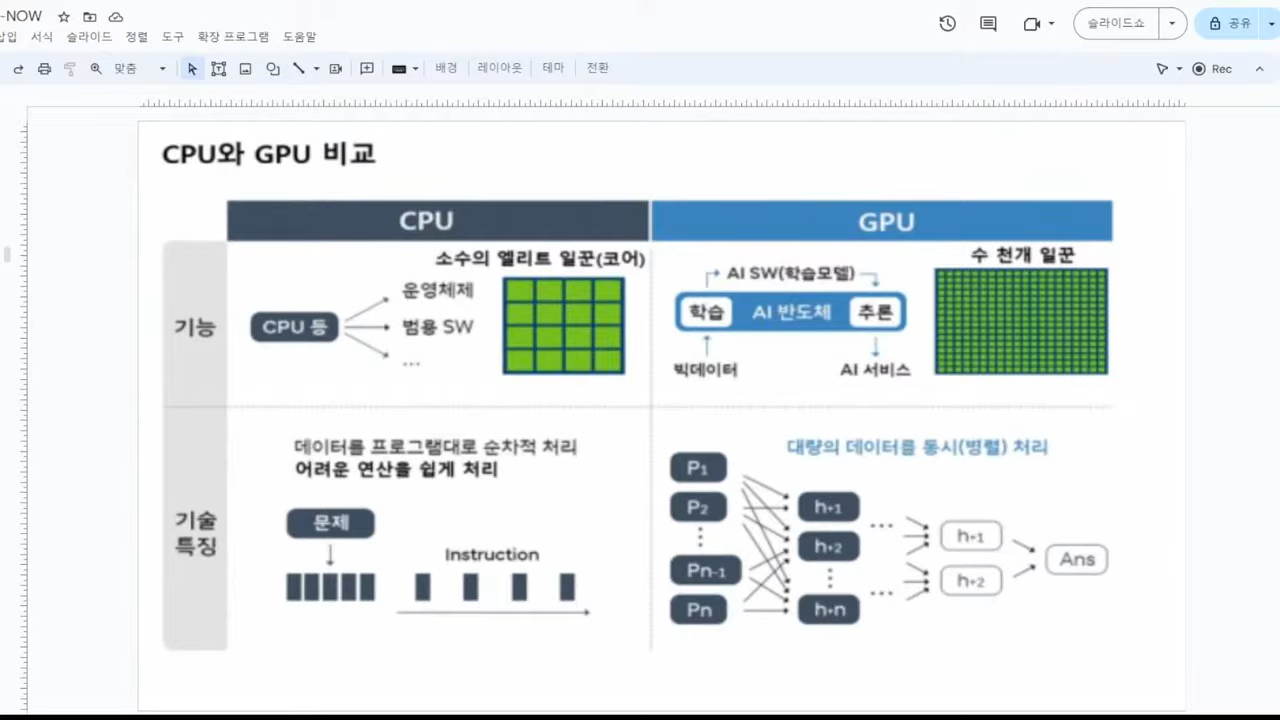 -NOW
삽입 서식 슬라이드 정렬 도구 확장 프로그램 도움말
슬라이드쇼
공유
맞춤
배경 레이아웃 테마 전환
Rec
CPU와 GPU 비교
CPU
GPU
기능
소수의 엘리트 일꾼(코어)
CPU 등
운영체제
범용 SW
...
수 천개 일꾼
AI SW(학습모델)
학습 AI 반도체 추론
빅데이터
AI 서비스
기술
특징
데이터를 프로그램대로 순차적 처리
어려운 연산을 쉽게 처리
문제
Instruction
대량의 데이터를 동시(병렬) 처리
P1
P2
Pn-1
Pn
h+1
h+2
h+n
...
...
h+1
h+2
Ans